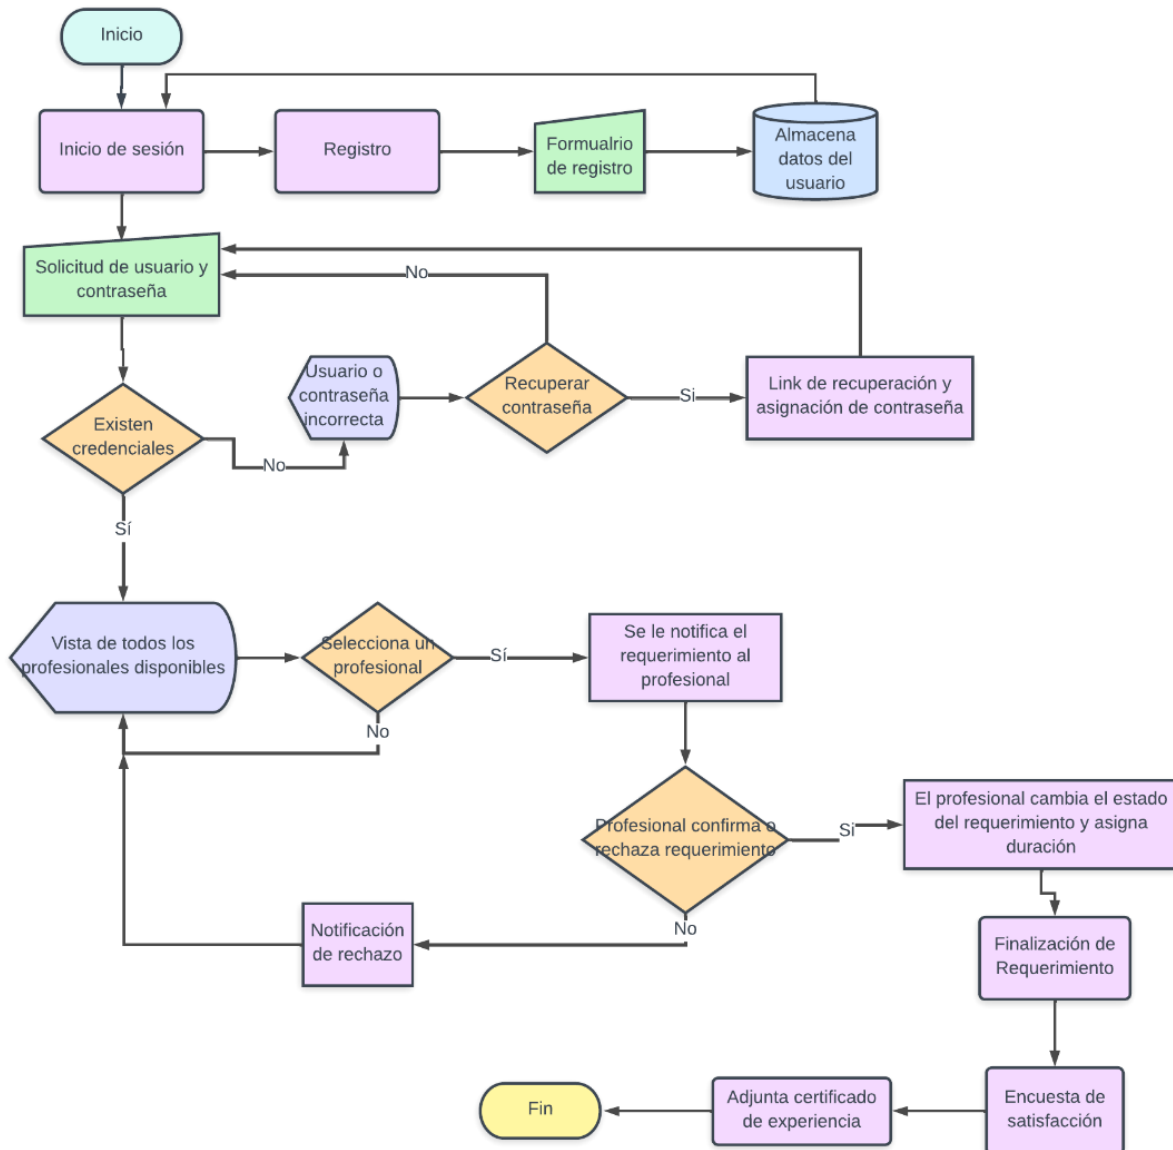 Inicio
Inicio de sesión
Registro
Formualrio
de registro
Almacena
datos del
usuario
Solicitud de usuario y
contraseña
No
Usuario o
contraseña
incorrecta
Recuperar
contraseña
Si
Link de recuperación y
asignación de contraseña
Existen
credenciales
No
Sí
Vista de todos los
profesionales disponibles
Selecciona un
profesional
Sí
Se le notifica el
requerimiento al
profesional
No
Profesional confirma o
rechaza requerimiento
Si
El profesional cambia el estado
del requerimiento y asigna
duración
No
Notificación
de rechazo
Finalización de
Requerimiento
Encuesta de
satisfacción
Adjunta certificado
de experiencia
Fin